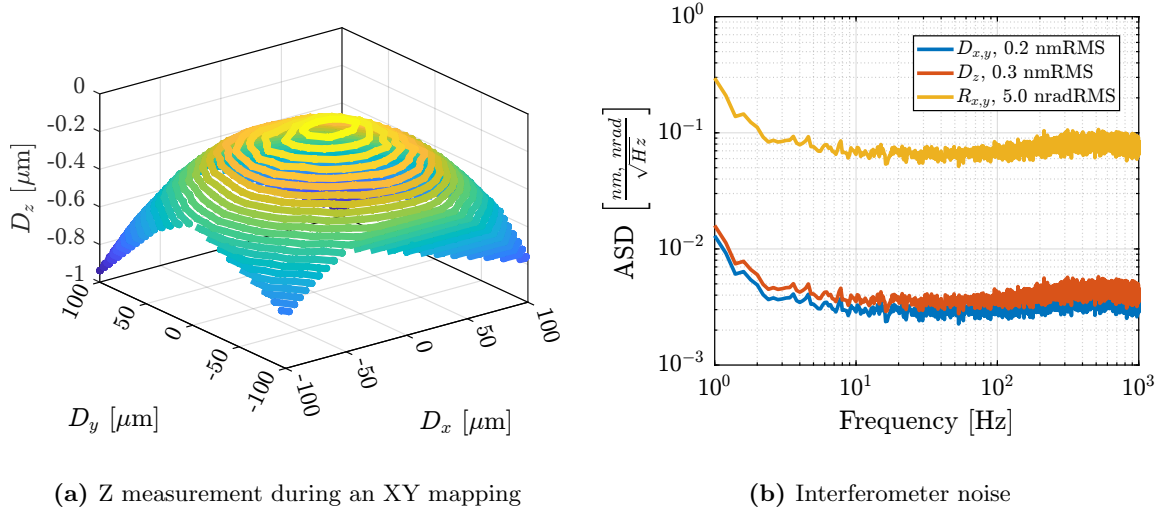 0
-0.2
-0.4
-0.6
-0.8
-1
D_z [μm]
100
50
0
-50
-100
D_y [μm]
-100
-50
0
50
100
D_x [μm]
(a) Z measurement during an XY mapping
10^0
10^-1
10^-2
10^-3
ASD [nm, nrad/√Hz]
D_{x,y}, 0.2 nmRMS
D_z, 0.3 nmRMS
R_{x,y}, 5.0 nradRMS
10^0
10^1
10^2
10^3
Frequency [Hz]
(b) Interferometer noise